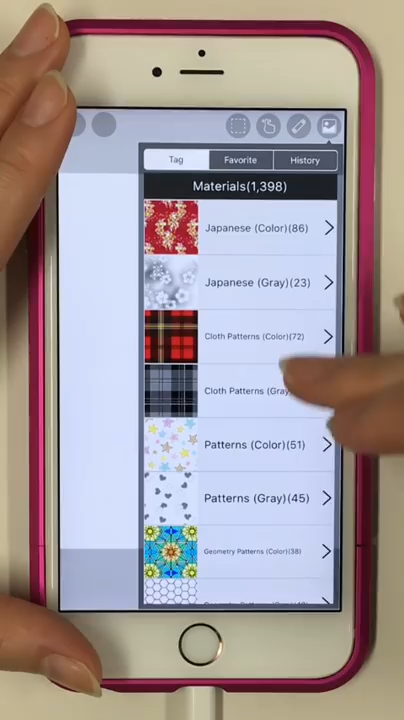 Tag
Favorite
History
Materials(1,398)
Japanese (Color)(86)
Japanese (Gray)(23)
Cloth Patterns (Color)(72)
Cloth Patterns (Gray)
Patterns (Color)(51)
Patterns (Gray)(45)
Geometry Patterns (Color)(38)